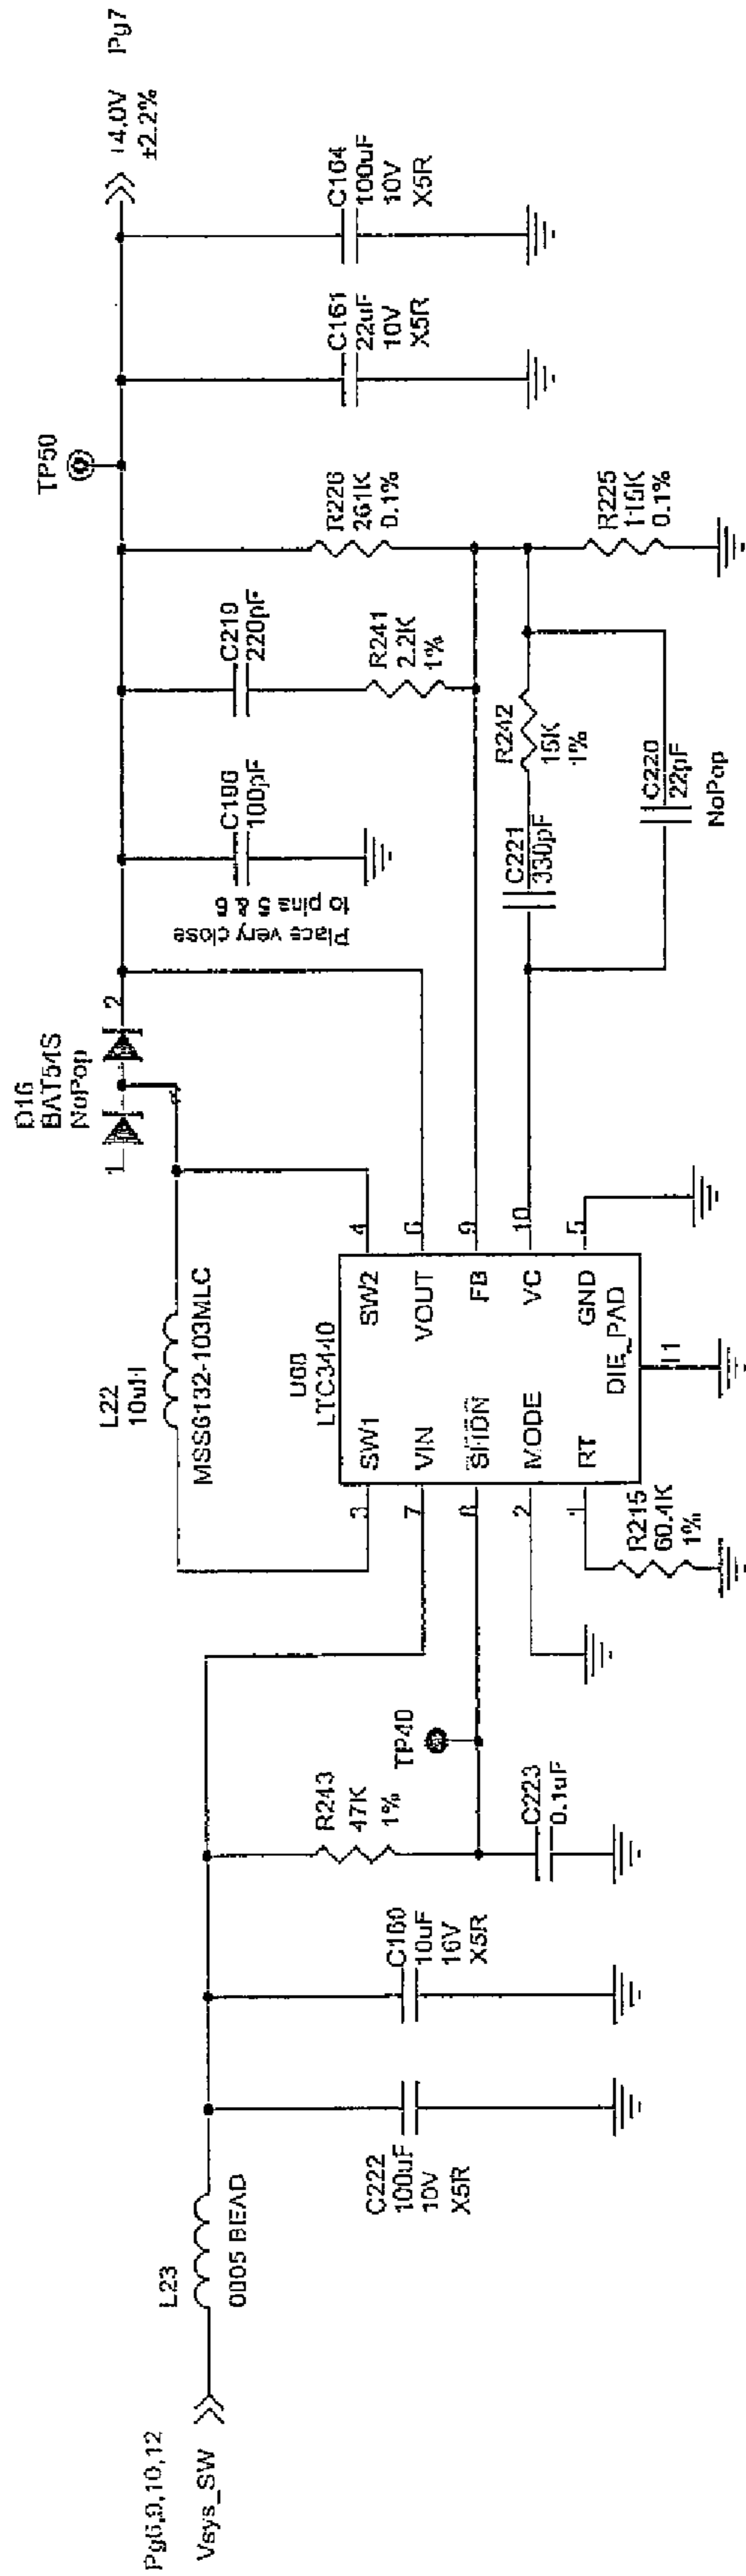 Pg6,9,10,12
Vsys_SW
L23
0805 BEAD
C222
100uF
10V
X5R
C160
10uF
16V
X5R
R243
47K
1%
C223
0.1uF
TP40
L22
10uH
MSS6132-103MLC
U68
LTC3440
3
SW1
SW2
4
7
VIN
VOUT
6
8
SHDN
FB
9
2
MODE
VC
10
1
RT
GND
5
DIE_PAD
11
R215
60.4K
1%
D16
BAT54S
NoPop
1
2
Place very close
to pins 5 & 6
100pF
C219
220pF
R241
2.2K
1%
C221
330pF
R242
15K
1%
C220
22pF
NoPop
R226
261K
0.1%
R225
115K
0.1%
TP50
C161
22uF
10V
X5R
C164
100uF
10V
X5R
+4.0V
±2.2%
Pg7